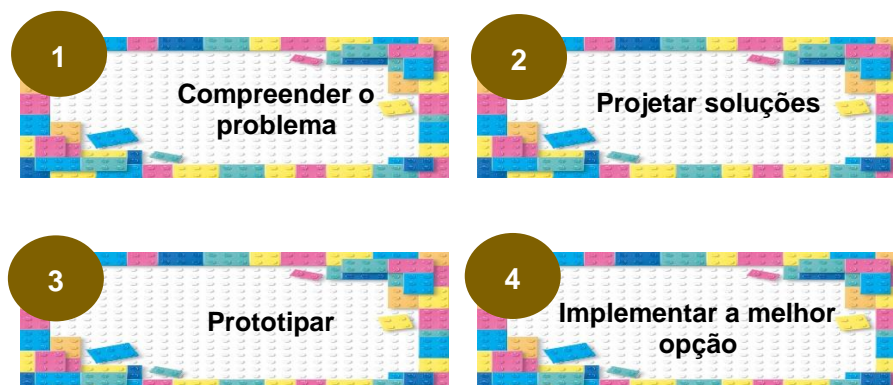 1
Compreender o
problema
2
Projetar soluções
3
Prototipar
4
Implementar a melhor
opção